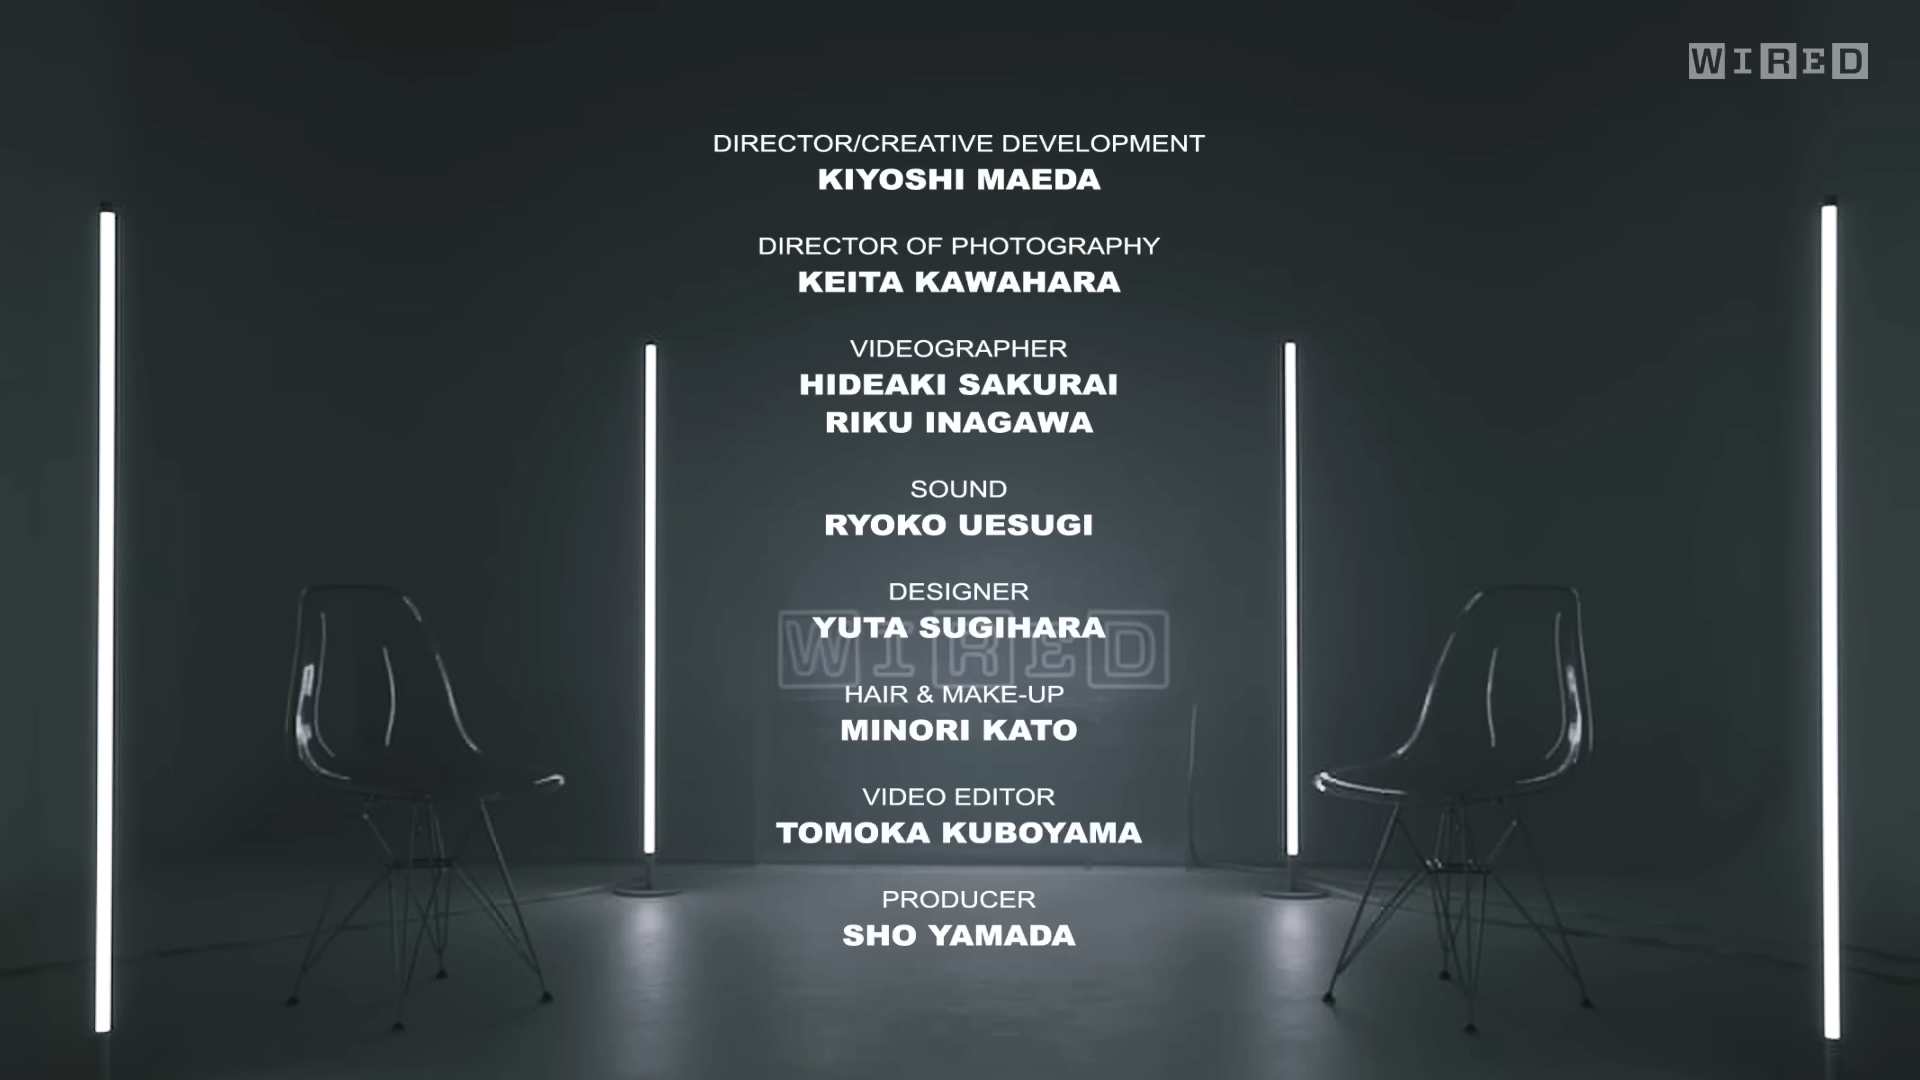 WIRED
DIRECTOR/CREATIVE DEVELOPMENT
KIYOSHI MAEDA
DIRECTOR OF PHOTOGRAPHY
KEITA KAWAHARA
VIDEOGRAPHER
HIDEAKI SAKURAI
RIKU INAGAWA
SOUND
RYOKO UESUGI
DESIGNER
YUTA SUGIHARA
WIRED
HAIR & MAKE-UP
MINORI KATO
VIDEO EDITOR
TOMOKA KUBOYAMA
PRODUCER
SHO YAMADA